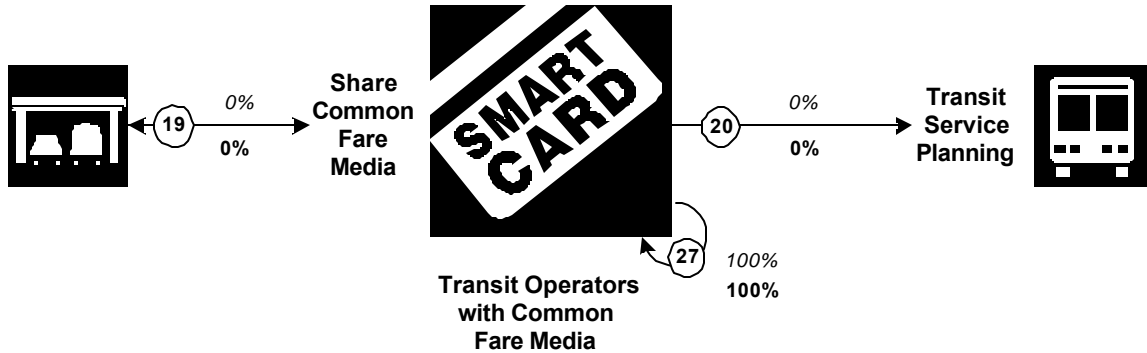 19
0%
0%
Share
Common
Fare
Media
SMART
CARD
20
0%
0%
Transit
Service
Planning
27
100%
100%
Transit Operators
with Common
Fare Media